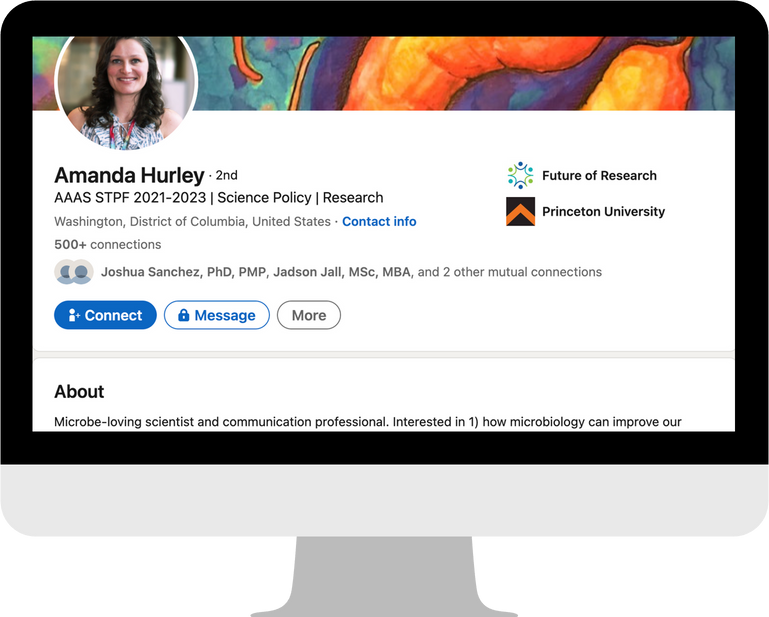 Amanda Hurley · 2nd
AAAS STPF 2021-2023 | Science Policy | Research
Washington, District of Columbia, United States · Contact info
500+ connections
Joshua Sanchez, PhD, PMP, Jadson Jall, MSc, MBA, and 2 other mutual connections
Connect
Message
More
Future of Research
Princeton University
About
Microbe-loving scientist and communication professional. Interested in 1) how microbiology can improve our